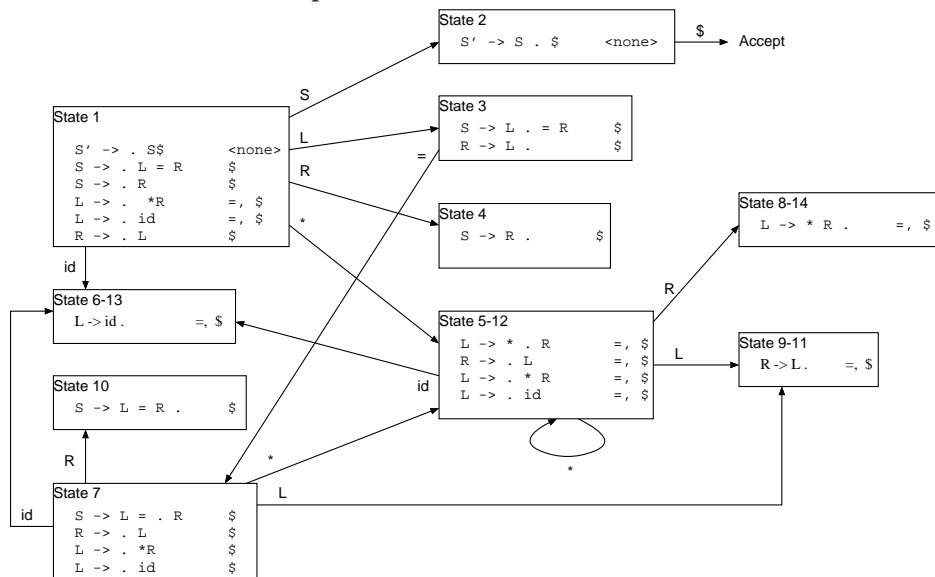 State 2
S' -> S . $ <none>
$
Accept
S
State 1
S' -> . S$ <none>
S -> . L = R $
S -> . R $
L -> . *R =, $
L -> . id =, $
R -> . L $
L
R
*
=
State 3
S -> L . = R $
R -> L . $
State 4
S -> R . $
State 8-14
L -> * R . =, $
id
State 6-13
L -> id . =, $
State 5-12
L -> * . R =, $
R -> . L =, $
L -> . * R =, $
L -> . id =, $
R
L
State 9-11
R -> L . =, $
id
State 10
S -> L = R . $
*
*
R
L
id
State 7
S -> L = . R $
R -> . L $
L -> . *R $
L -> . id $